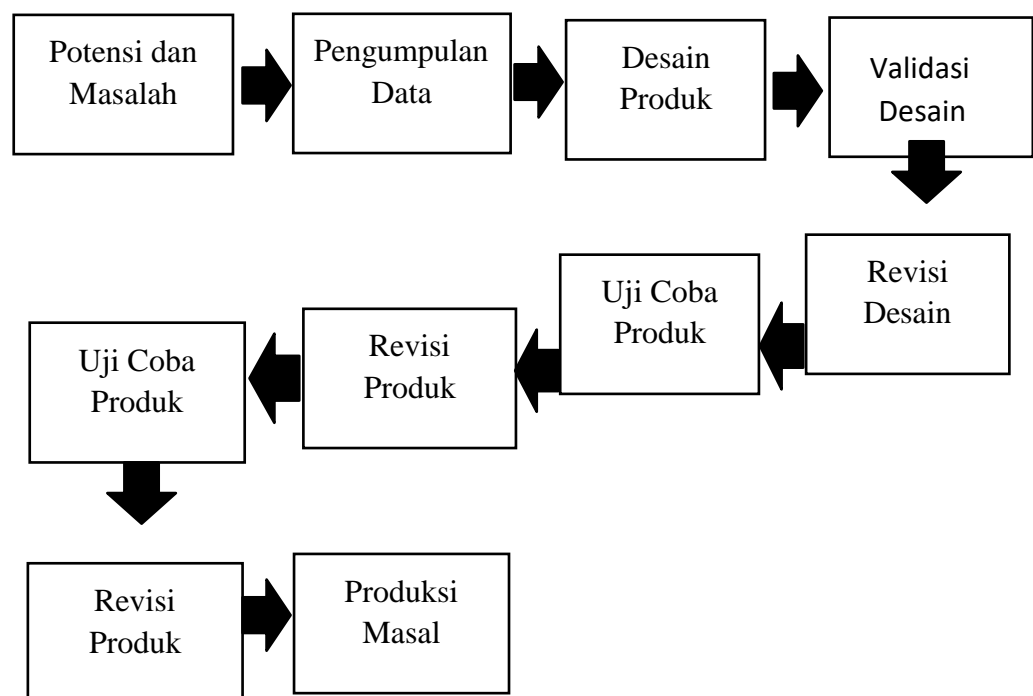 Potensi dan
Masalah
Pengumpulan
Data
Desain
Produk
Validasi
Desain
Revisi
Desain
Uji Coba
Produk
Revisi
Produk
Uji Coba
Produk
Revisi
Produk
Produksi
Masal